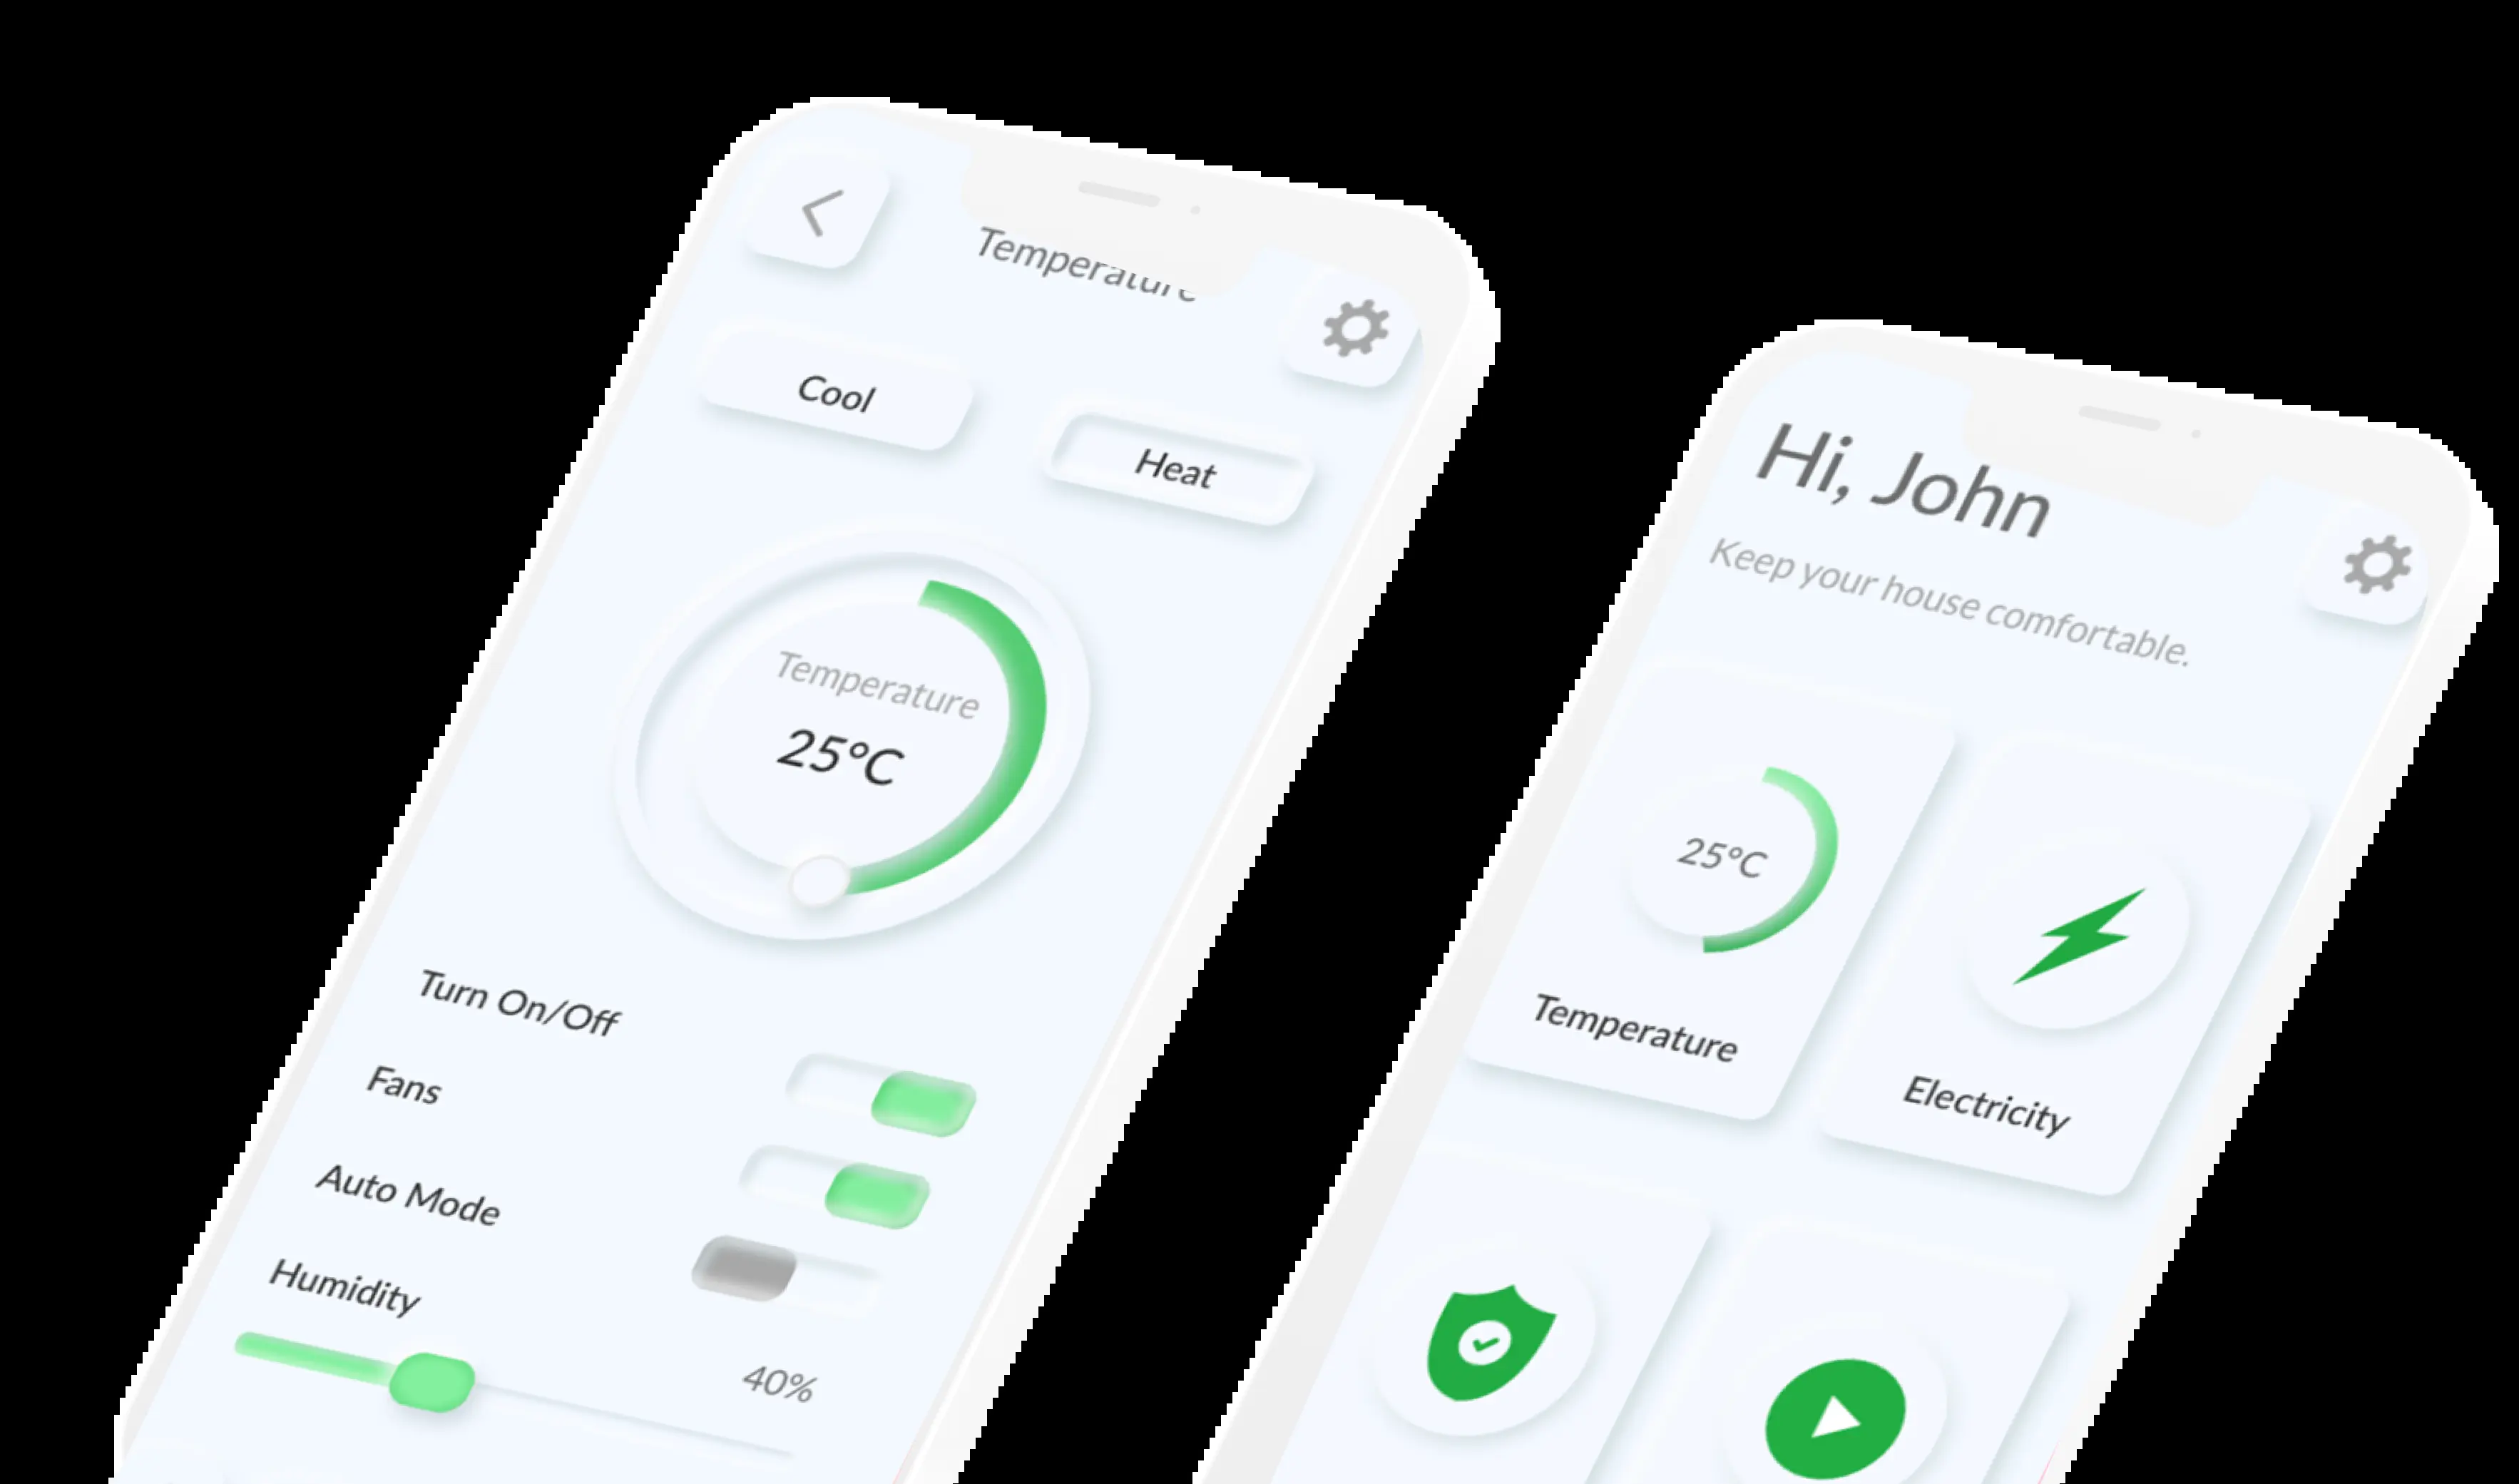 Temperature
Cool
Heat
Temperature
25°C
Turn On/Off
Fans
Auto Mode
Humidity
40%
Hi, John
Keep your house comfortable.
25°C
Temperature
Electricity